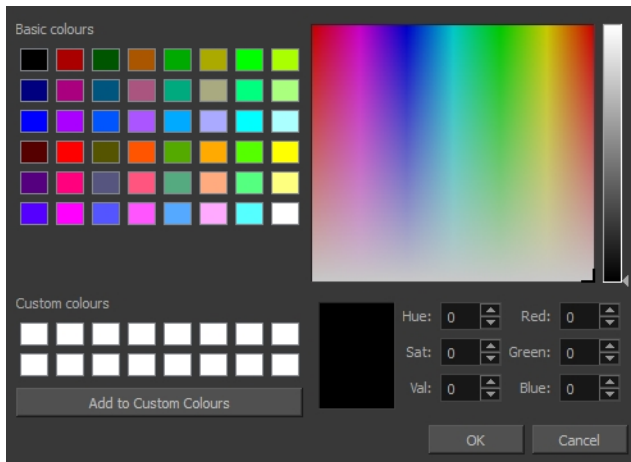 Basic colours
Custom colours
Add to Custom Colours
Hue: 0 Red: 0
Sat: 0 Green: 0
Val: 0 Blue: 0
OK Cancel